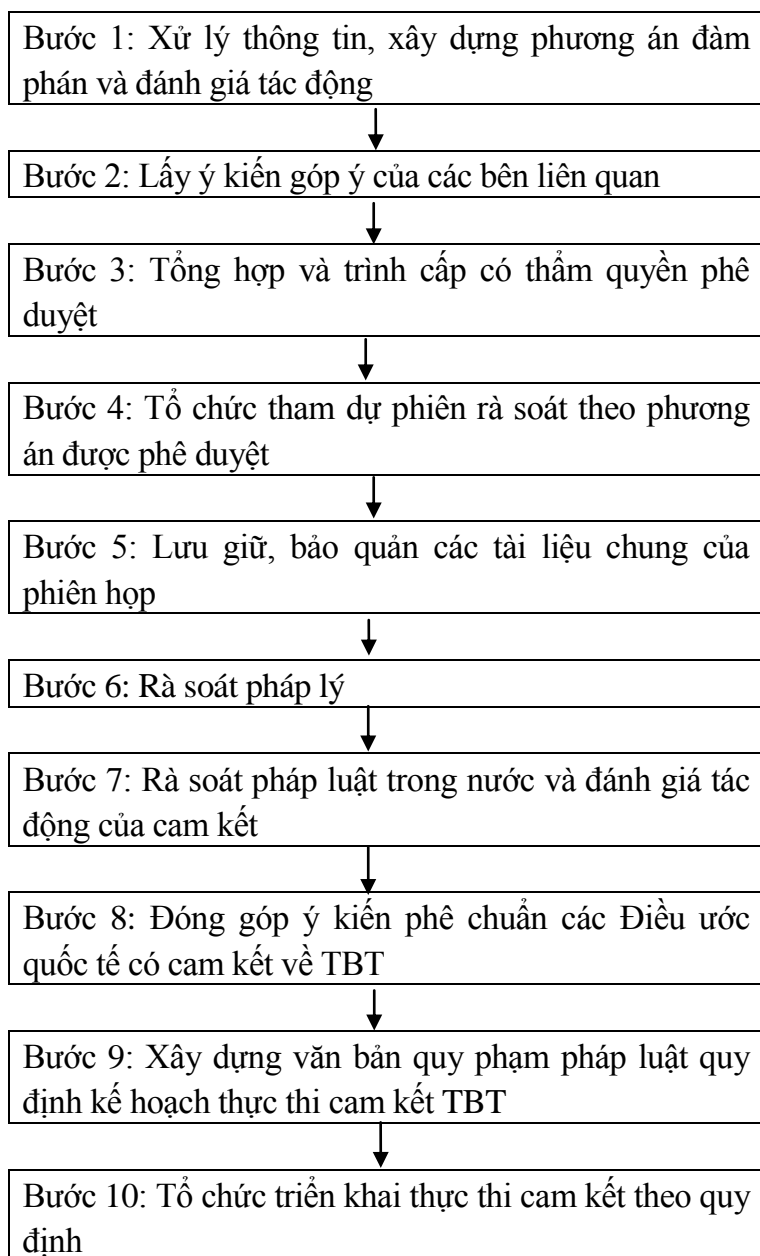 Bước 1: Xử lý thông tin, xây dựng phương án đàm
phán và đánh giá tác động
Bước 2: Lấy ý kiến góp ý của các bên liên quan
Bước 3: Tổng hợp và trình cấp có thẩm quyền phê
duyệt
Bước 4: Tổ chức tham dự phiên rà soát theo phương
án được phê duyệt
Bước 5: Lưu giữ, bảo quản các tài liệu chung của
phiên họp
Bước 6: Rà soát pháp lý
Bước 7: Rà soát pháp luật trong nước và đánh giá tác
động của cam kết
Bước 8: Đóng góp ý kiến phê chuẩn các Điều ước
quốc tế có cam kết về TBT
Bước 9: Xây dựng văn bản quy phạm pháp luật quy
định kế hoạch thực thi cam kết TBT
Bước 10: Tổ chức triển khai thực thi cam kết theo quy
định